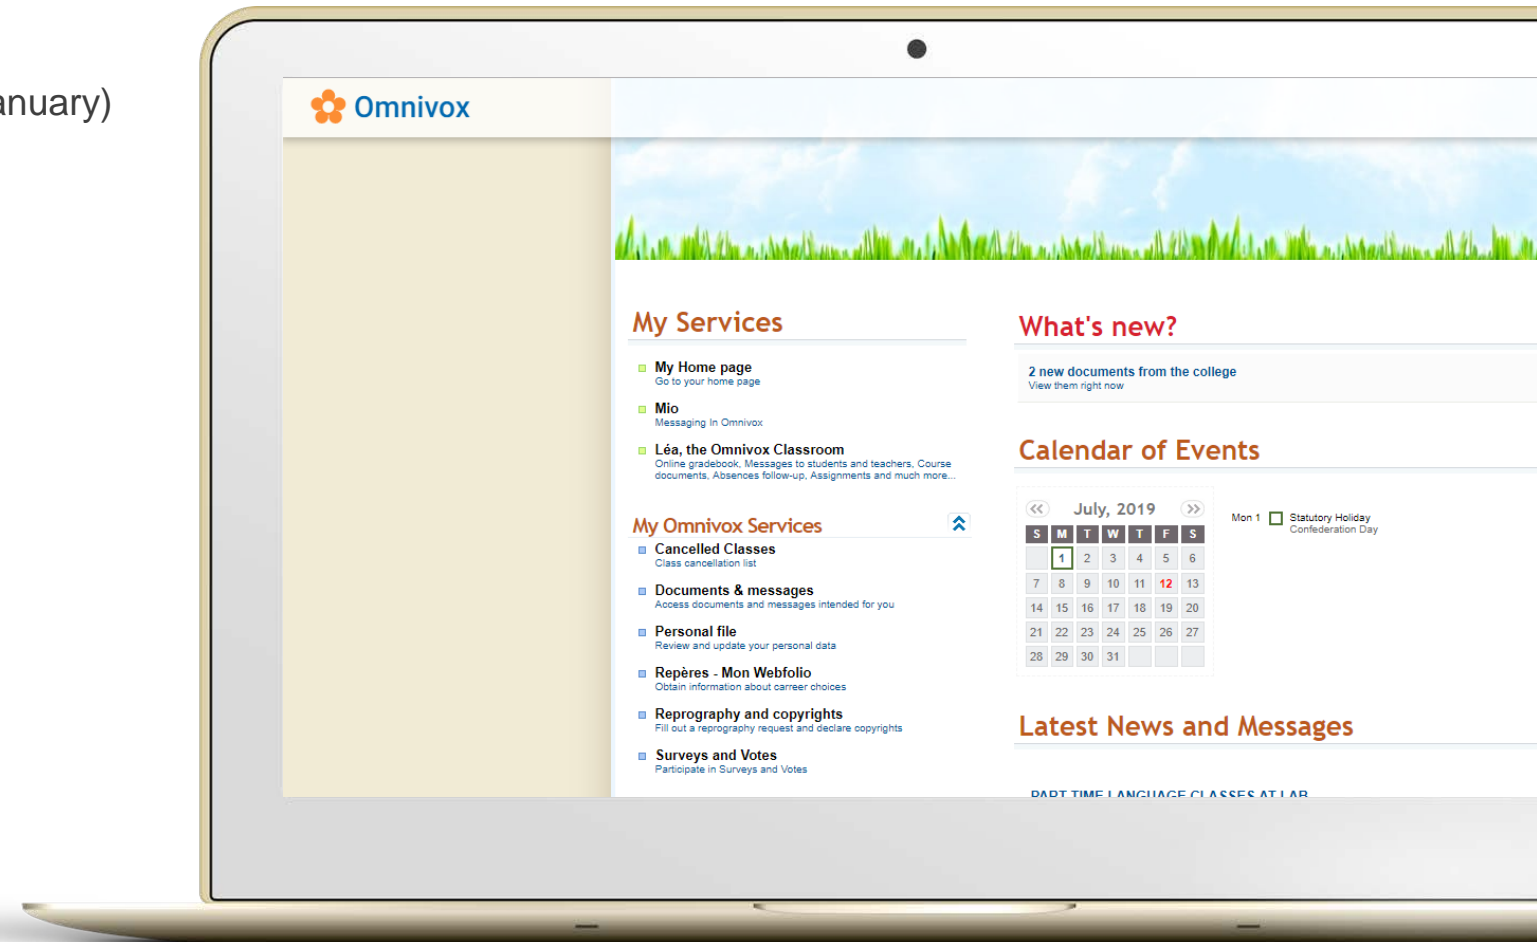 anuary)
Omnivox
My Services
My Home page
Go to your home page
Mio
Messaging In Omnivox
Léa, the Omnivox Classroom
Online gradebook, Messages to students and teachers, Course
documents, Absences follow-up, Assignments and much more...
My Omnivox Services
Cancelled Classes
Class cancellation list
Documents & messages
Access documents and messages intended for you
Personal file
Review and update your personal data
Repères - Mon Webfolio
Obtain information about carreer choices
Reprography and copyrights
Fill out a reprography request and declare copyrights
Surveys and Votes
Participate in Surveys and Votes
What's new?
2 new documents from the college
View them right now
Calendar of Events
July, 2019
S M T W T F S
1 2 3 4 5 6
7 8 9 10 11 12 13
14 15 16 17 18 19 20
21 22 23 24 25 26 27
28 29 30 31
Mon 1 Statutory Holiday
Confederation Day
Latest News and Messages
PART TIME LANGUAGE CLASSES AT LAB